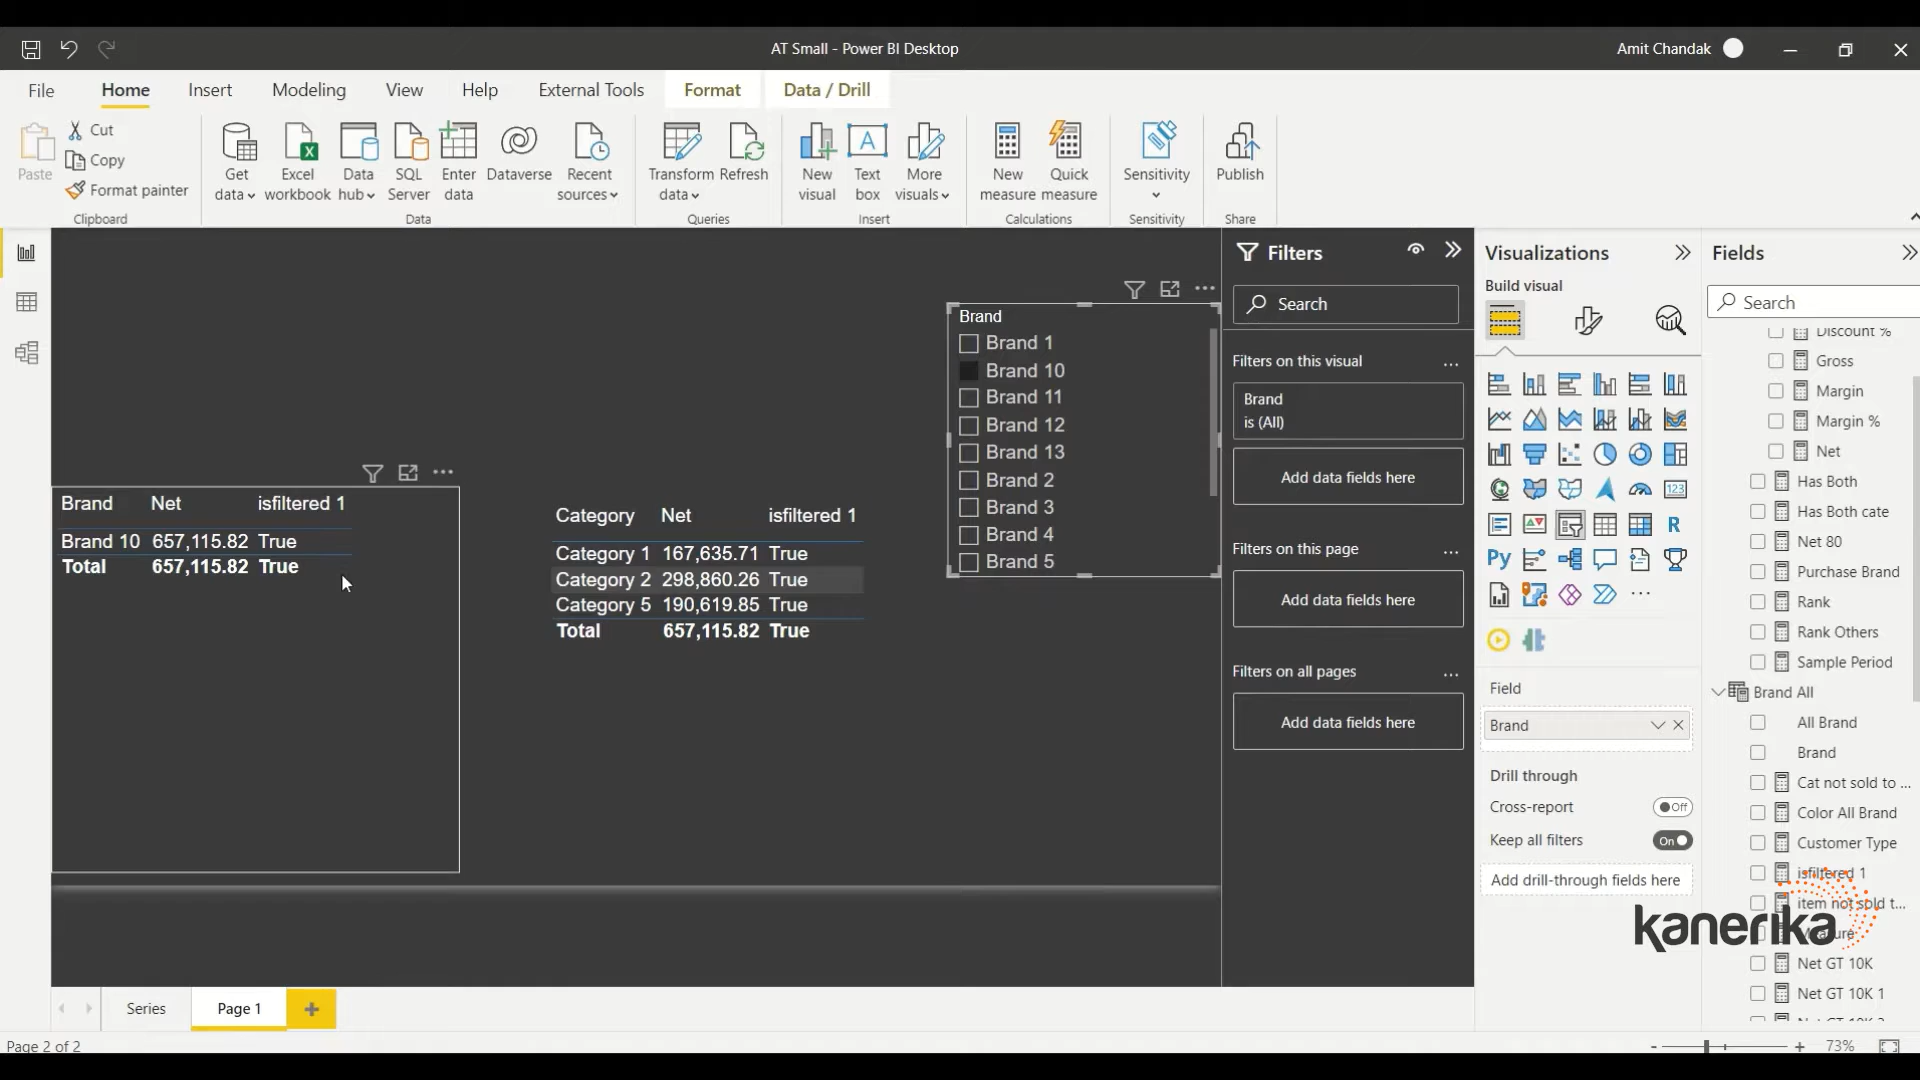 AT Small - Power BI Desktop
Amit Chandak
File
Home
Insert
Modeling
View
Help
External Tools
Format
Data / Drill
Paste
Cut
Copy
Format painter
Clipboard
Get data
Excel workbook
Data hub
SQL Server
Enter data
Dataverse
Recent sources
Data
Transform data
Refresh
Queries
New visual
Text box
More visuals
Insert
New measure
Quick measure
Calculations
Sensitivity
Sensitivity
Publish
Share
Brand Net isfiltered 1
Brand 10 657,115.82 True
Total 657,115.82 True
Category Net isfiltered 1
Category 1 167,635.71 True
Category 2 298,860.26 True
Category 5 190,619.85 True
Total 657,115.82 True
Brand
Brand 1
Brand 10
Brand 11
Brand 12
Brand 13
Brand 2
Brand 3
Brand 4
Brand 5
Filters
Search
Filters on this visual ...
Brand
is (All)
Add data fields here
Filters on this page ...
Add data fields here
Filters on all pages ...
Add data fields here
Visualizations
Build visual
123
R
Py
...
Field
Brand
Drill through
Cross-report Off
Keep all filters On
Add drill-through fields here
Fields
Search
Discount %
Gross
Margin
Margin %
Net
Has Both
Has Both cate
Net 80
Purchase Brand
Rank
Rank Others
Sample Period
Brand All
All Brand
Brand
Cat not sold to ...
Color All Brand
Customer Type
isfiltered 1
item not sold t...
Measure
kanerika
Net GT 10K
Net GT 10K 1
Series
Page 1
+
Page 2 of 2
- + 73%